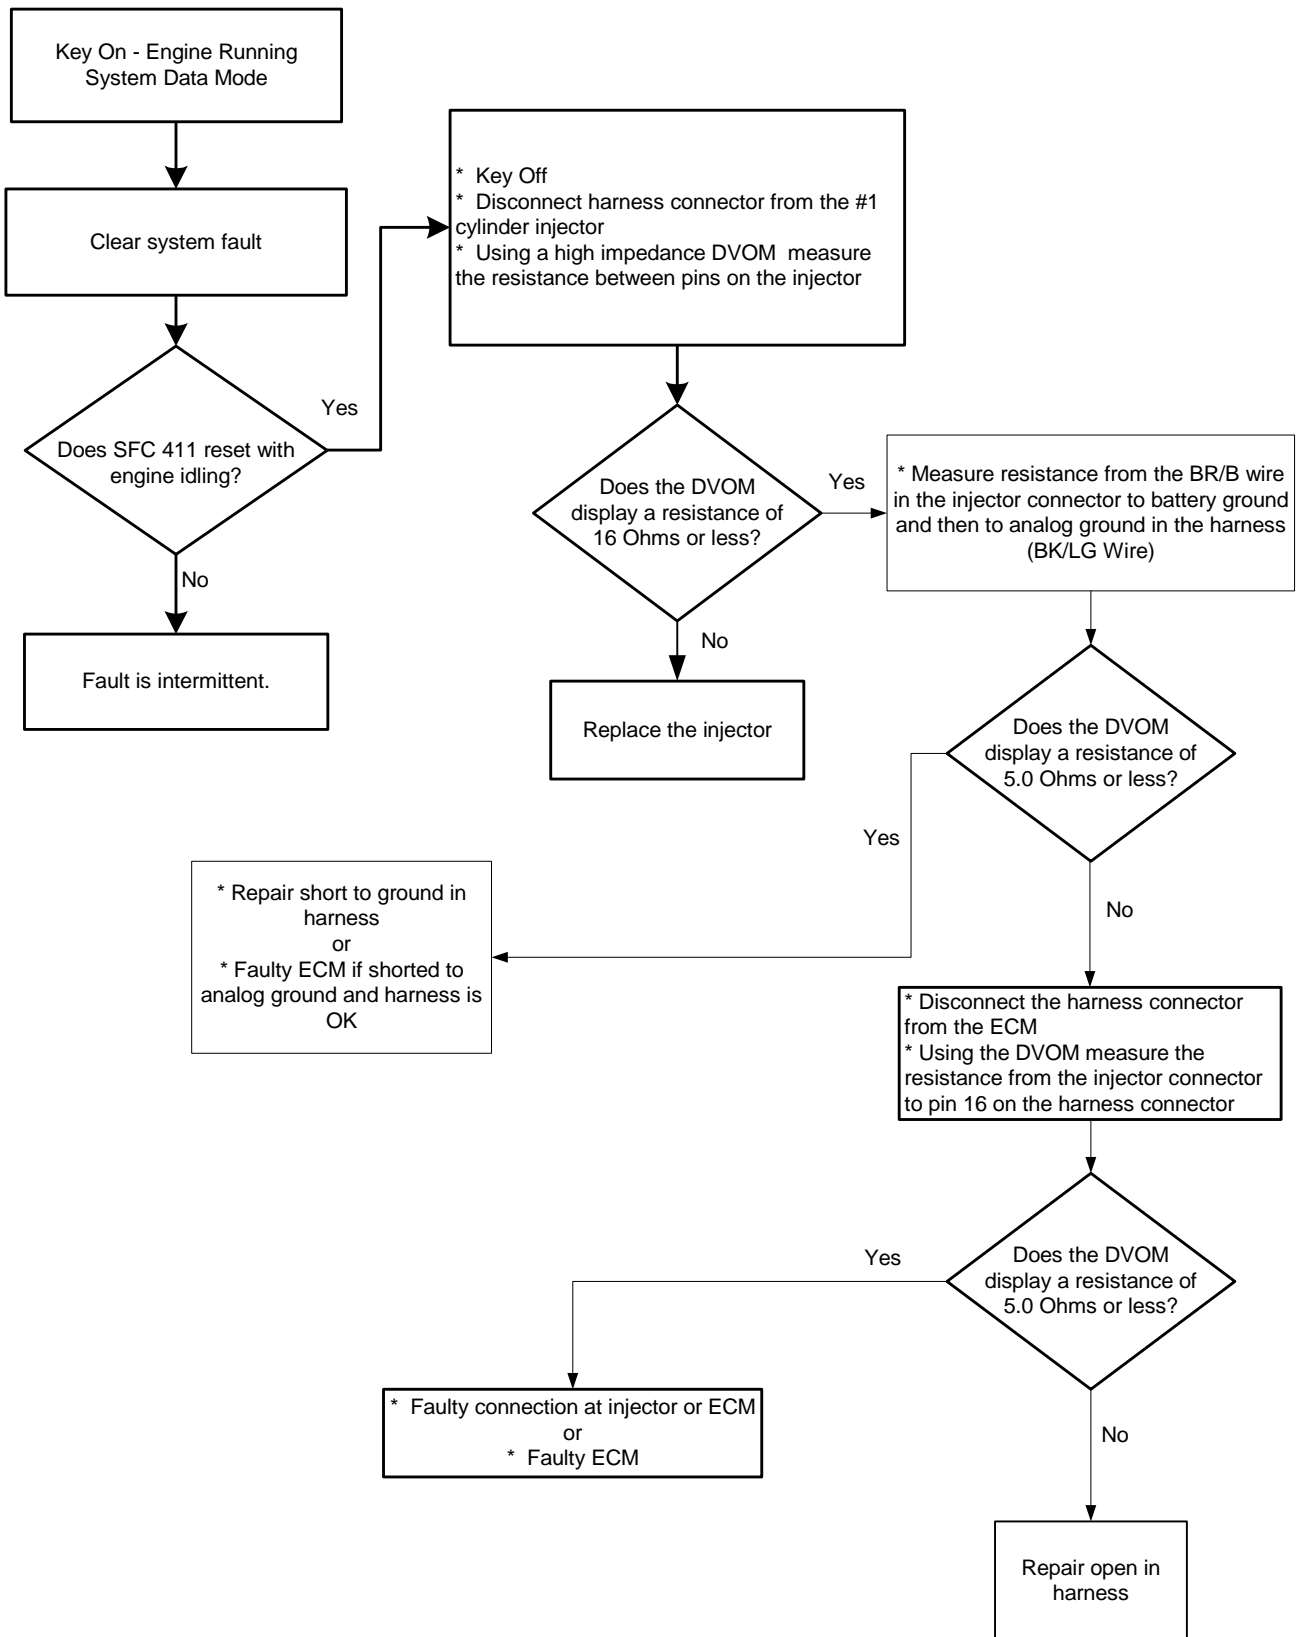 Key On - Engine Running
System Data Mode
Clear system fault
Does SFC 411 reset with
engine idling?
Yes
No
Fault is intermittent.
* Key Off
* Disconnect harness connector from the #1
cylinder injector
* Using a high impedance DVOM measure
the resistance between pins on the injector
Does the DVOM
display a resistance of
16 Ohms or less?
Yes
No
Replace the injector
* Measure resistance from the BR/B wire
in the injector connector to battery ground
and then to analog ground in the harness
(BK/LG Wire)
Does the DVOM
display a resistance of
5.0 Ohms or less?
Yes
* Repair short to ground in
harness
or
* Faulty ECM if shorted to
analog ground and harness is
OK
No
* Disconnect the harness connector
from the ECM
* Using the DVOM measure the
resistance from the injector connector
to pin 16 on the harness connector
Does the DVOM
display a resistance of
5.0 Ohms or less?
Yes
* Faulty connection at injector or ECM
or
* Faulty ECM
No
Repair open in
harness